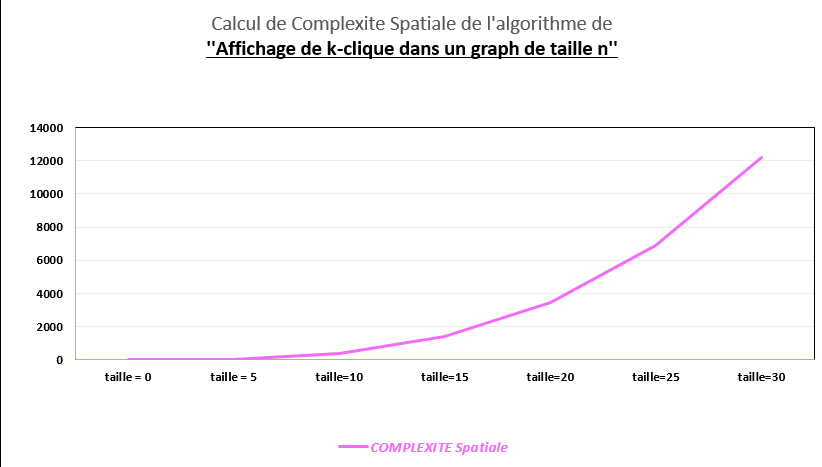 Calcul de Complexite Spatiale de l'algorithme de
"Affichage de k-clique dans un graph de taille n"
14000
12000
10000
8000
6000
4000
2000
0
taille = 0 taille = 5 taille=10 taille=15 taille=20 taille=25 taille=30
COMPLEXITE Spatiale